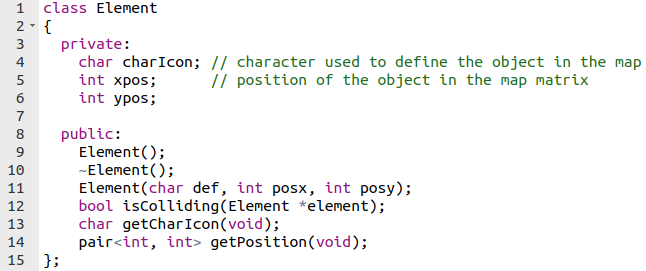 1 class Element
2 {
3   private:
4     char charIcon; // character used to define the object in the map
5     int xpos;      // position of the object in the map matrix
6     int ypos;
7
8   public:
9     Element();
10     ~Element();
11     Element(char def, int posx, int posy);
12     bool isColliding(Element *element);
13     char getCharIcon(void);
14     pair<int, int> getPosition(void);
15 };